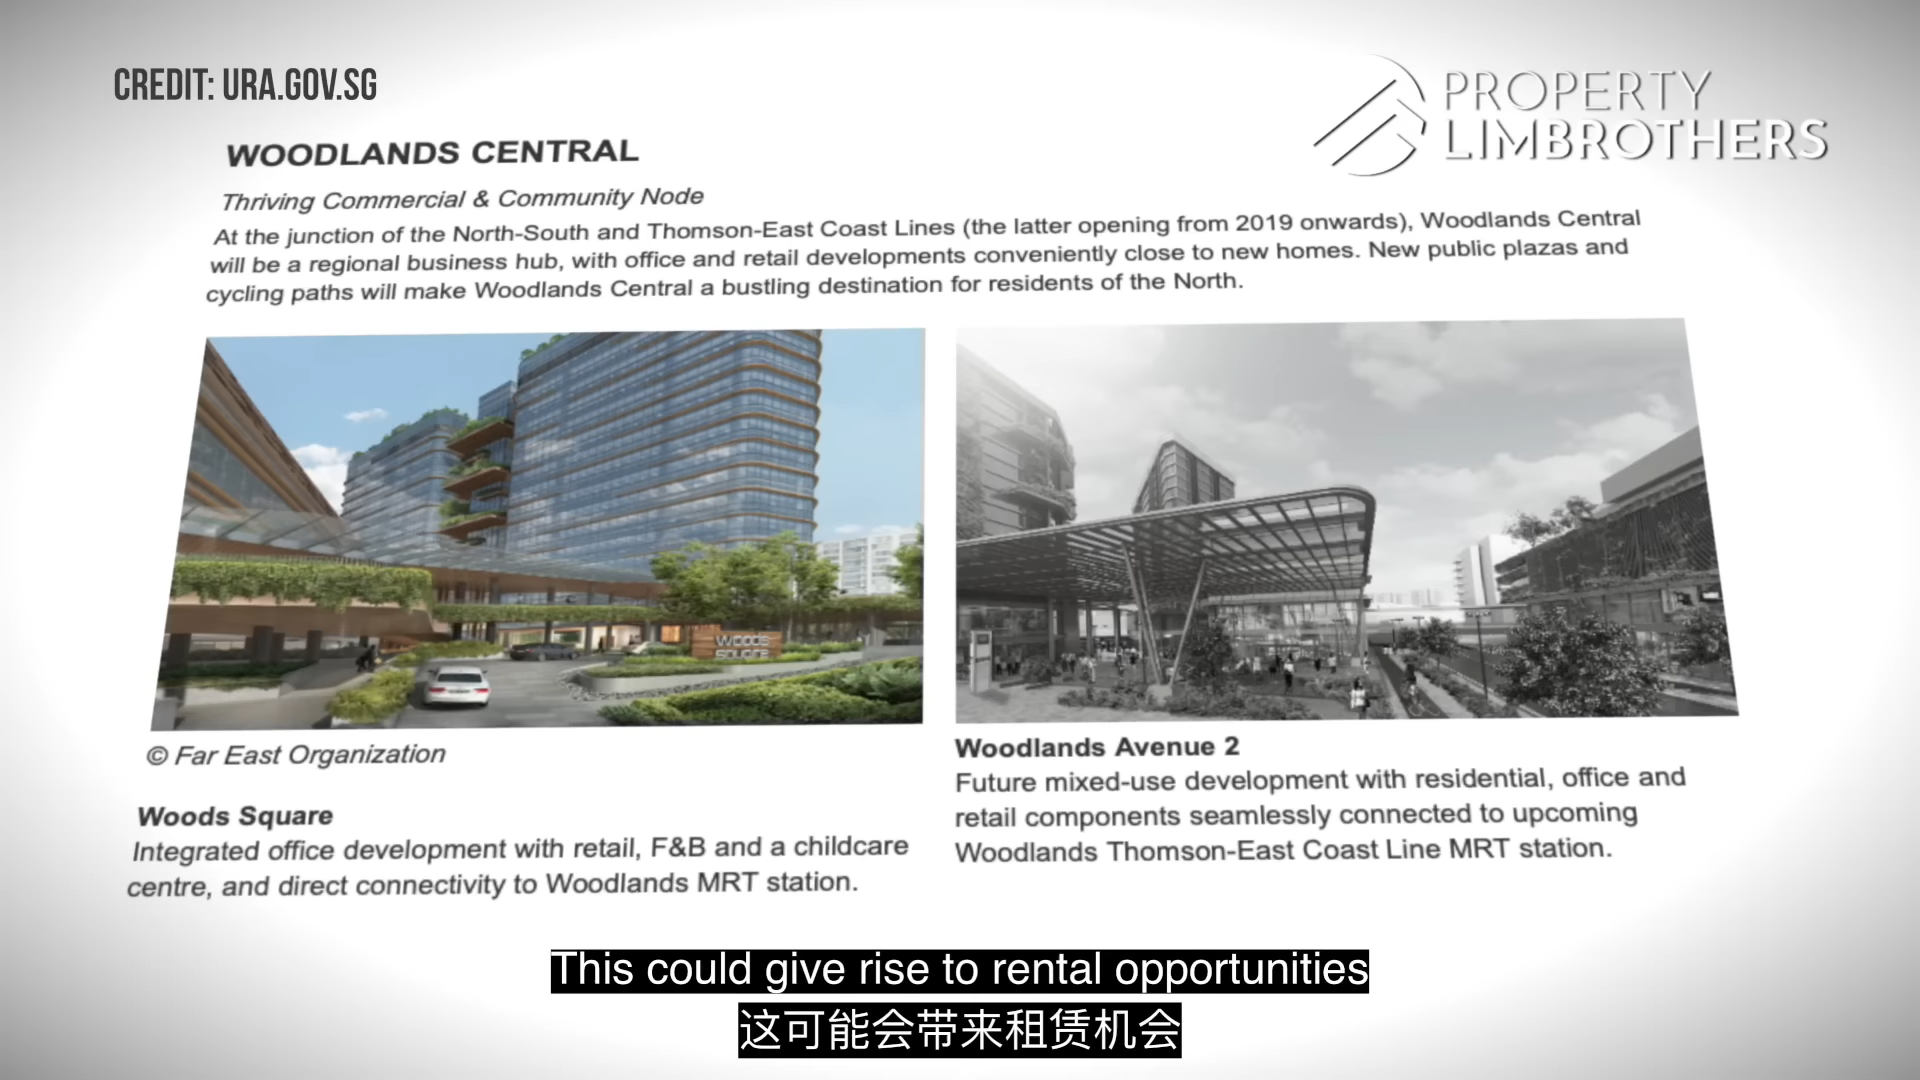 CREDIT: URA.GOV.SG
PROPERTY
LIMBROTHERS
WOODLANDS CENTRAL
Thriving Commercial & Community Node
At the junction of the North-South and Thomson-East Coast Lines (the latter opening from 2019 onwards), Woodlands Central
will be a regional business hub, with office and retail developments conveniently close to new homes. New public plazas and
cycling paths will make Woodlands Central a bustling destination for residents of the North.
WOODS
SQUARE
© Far East Organization
Woods Square
Integrated office development with retail, F&B and a childcare
centre, and direct connectivity to Woodlands MRT station.
Woodlands Avenue 2
Future mixed-use development with residential, office and
retail components seamlessly connected to upcoming
Woodlands Thomson-East Coast Line MRT station.
This could give rise to rental opportunities
这可能会带来租赁机会